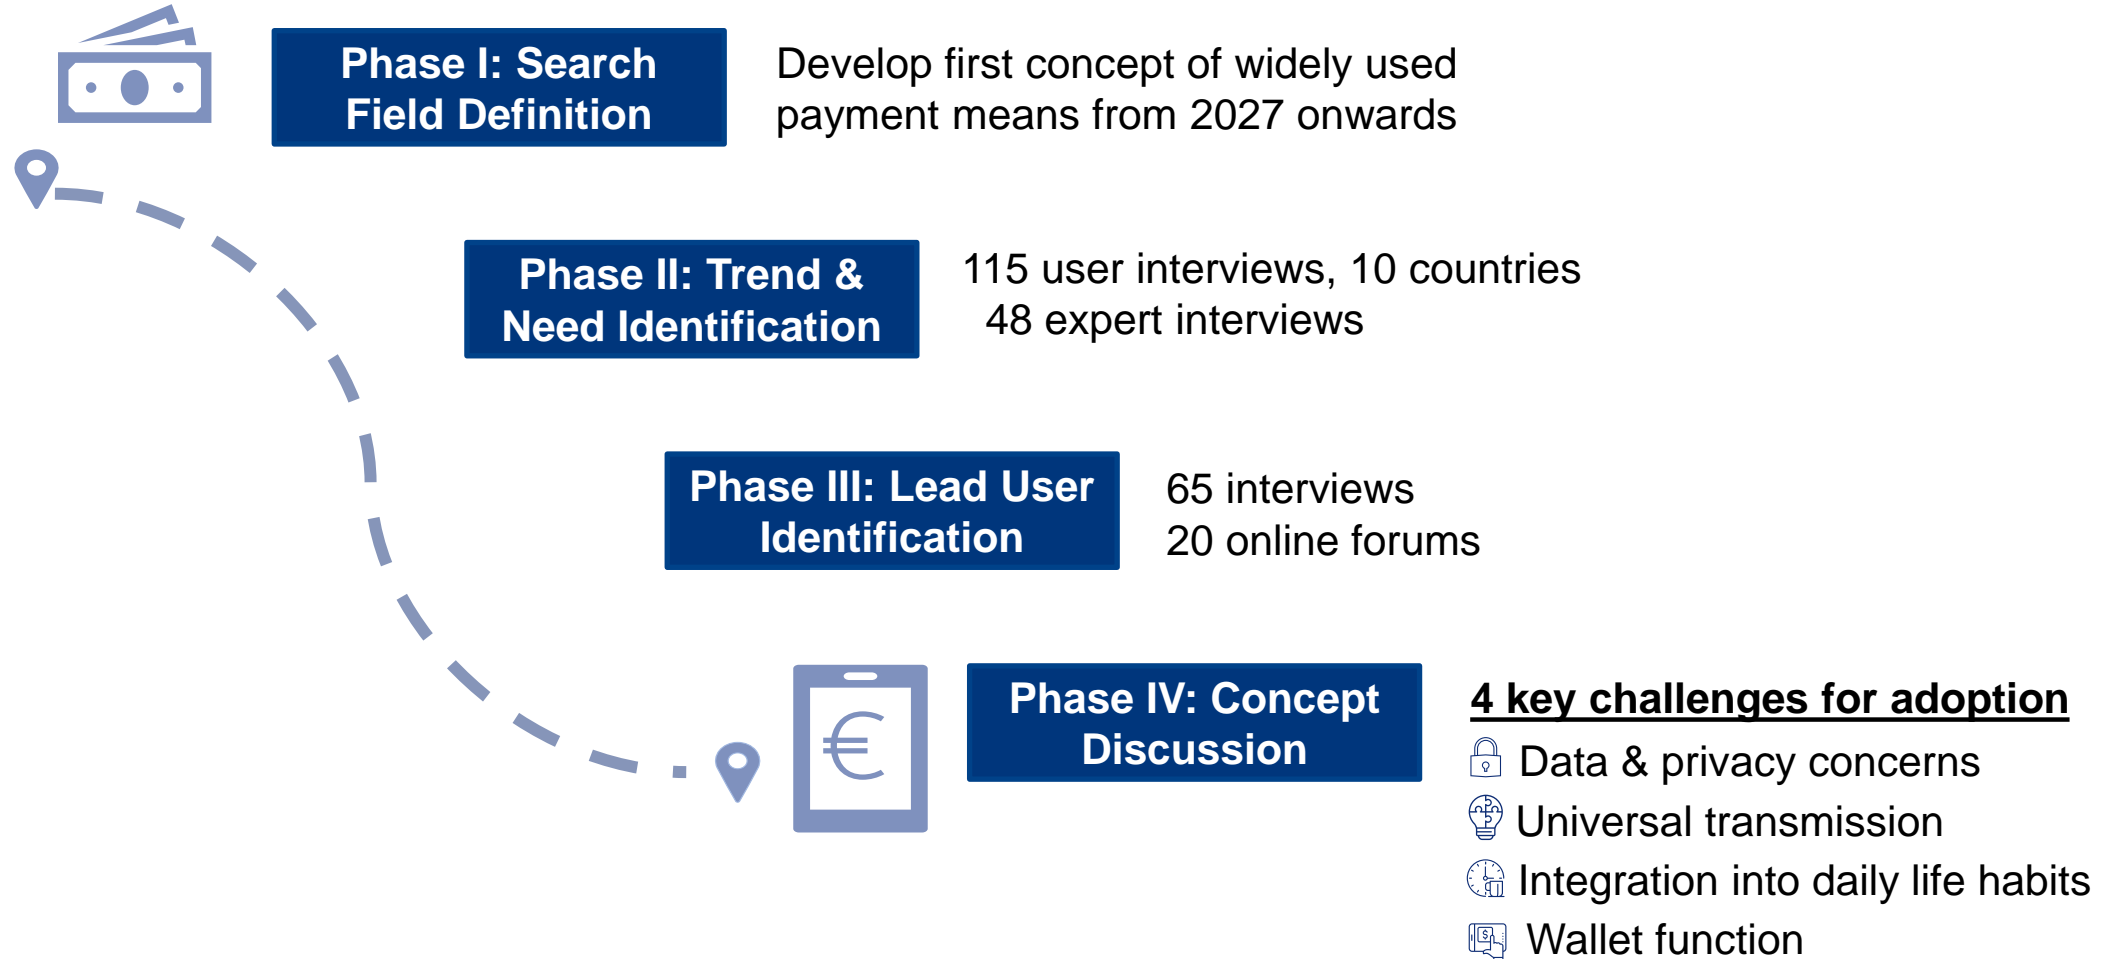 Phase I: Search
Field Definition
Develop first concept of widely used
payment means from 2027 onwards
Phase II: Trend &
Need Identification
115 user interviews, 10 countries
48 expert interviews
Phase III: Lead User
Identification
65 interviews
20 online forums
€
Phase IV: Concept
Discussion
4 key challenges for adoption
Data & privacy concerns
Universal transmission
Integration into daily life habits
$
Wallet function